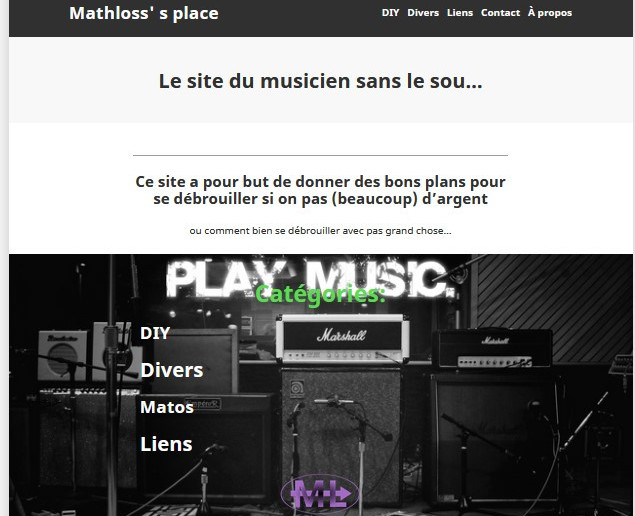 Mathloss' s place
DIY Divers Liens Contact À propos
Le site du musicien sans le sou...
Ce site a pour but de donner des bons plans pour
se débrouiller si on pas (beaucoup) d’argent
ou comment bien se débrouiller avec pas grand chose...
PLAY MUSIC.
Catégories:
DIY
Marshall
Marshall
Divers
Matos
Liens
ML